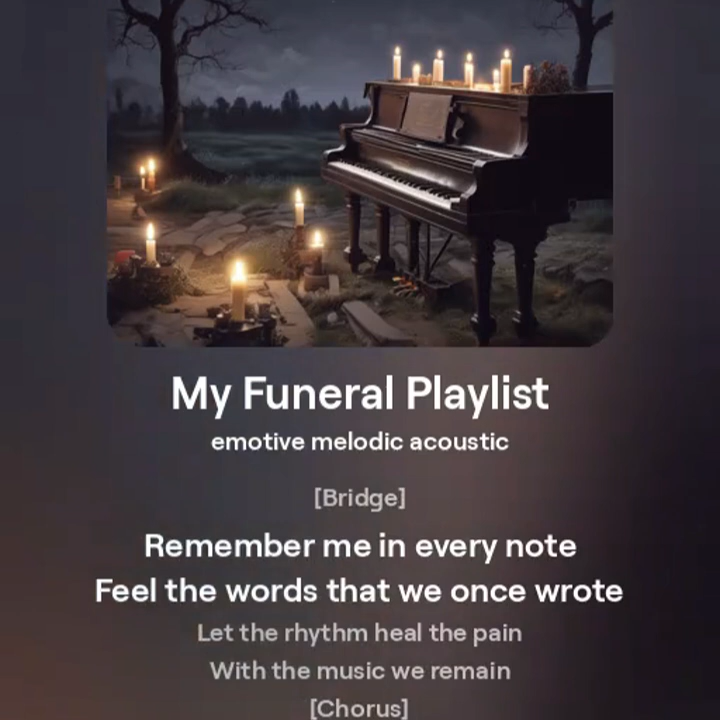 My Funeral Playlist
emotive melodic acoustic
[Bridge]
Remember me in every note
Feel the words that we once wrote
Let the rhythm heal the pain
With the music we remain
[Chorus]